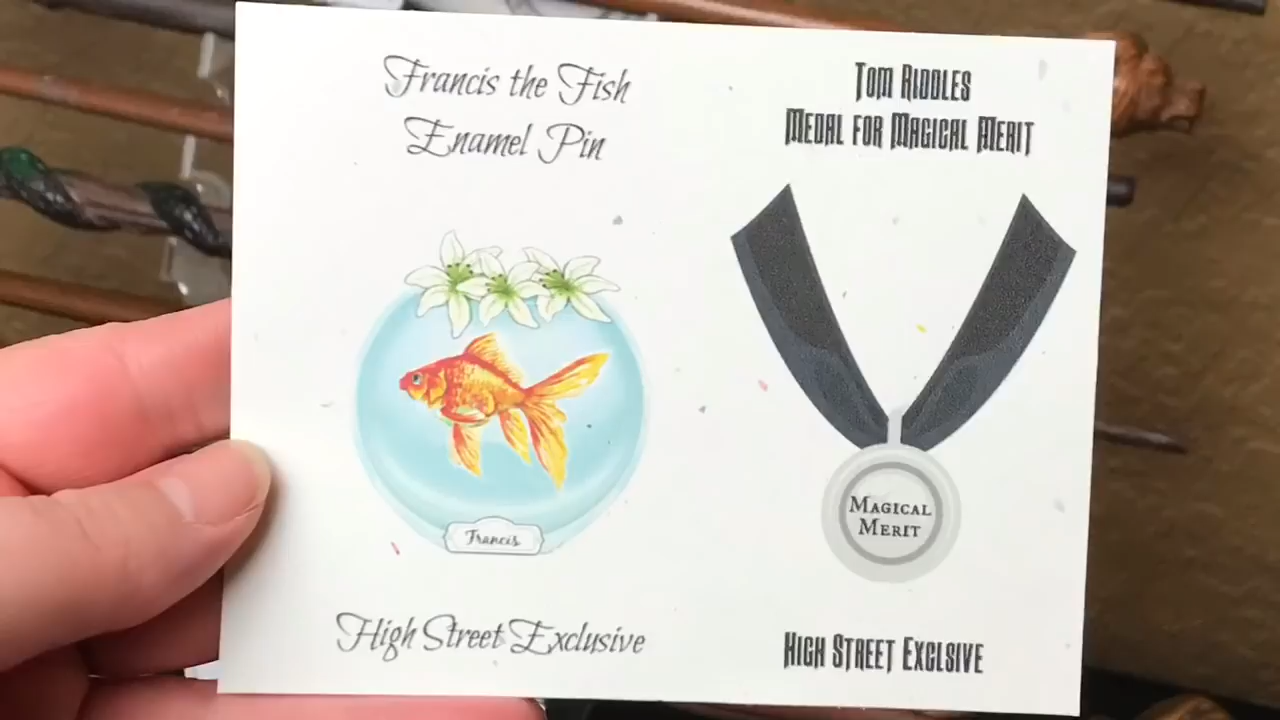 Francis the Fish
Enamel Pin
Francis
High Street Exclusive
Tom Riddles
Medal for Magical Merit
Magical
Merit
High Street Exclsive